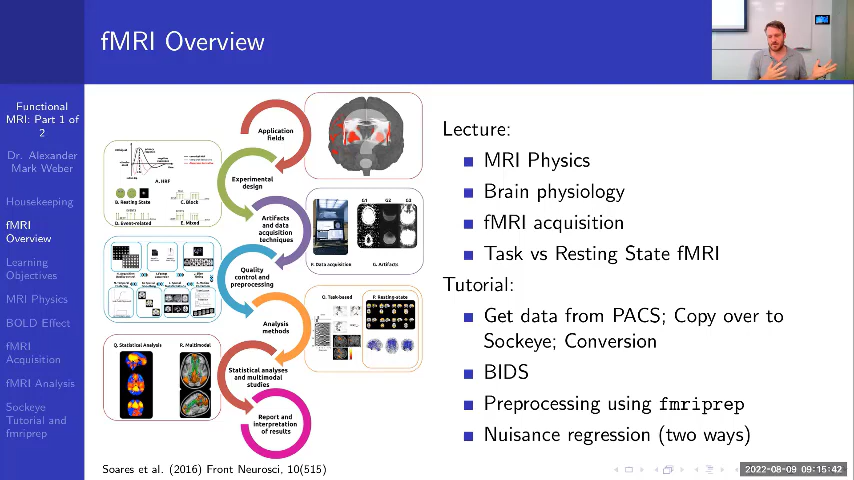 fMRI Overview
Functional
MRI: Part 1 of
2
Dr. Alexander
Mark Weber
Housekeeping
fMRI
Overview
Learning
Objectives
MRI Physics
BOLD Effect
fMRI
Acquisition
fMRI Analysis
Sockeye
Tutorial and
fmriprep
Application
fields
Experimental
design
Artifacts
and data
acquisition
techniques
Quality
control and
preprocessing
Analysis
methods
Statistical analyses
and multimodal
studies
Report and
interpretation
of results
A. HRF
B. Resting State
C. Block
D. Event-related
E. Mixed
G1 G2 G3
F. Data acquisition
G. Artifacts
O. Task-based
P. Resting-state
Q. Statistical Analysis
R. Multimodal
Soares et al. (2016) Front Neurosci, 10(515)
Lecture:
MRI Physics
Brain physiology
fMRI acquisition
Task vs Resting State fMRI
Tutorial:
Get data from PACS; Copy over to
Sockeye; Conversion
BIDS
Preprocessing using fmriprep
Nuisance regression (two ways)
2022-08-09 09:15:42